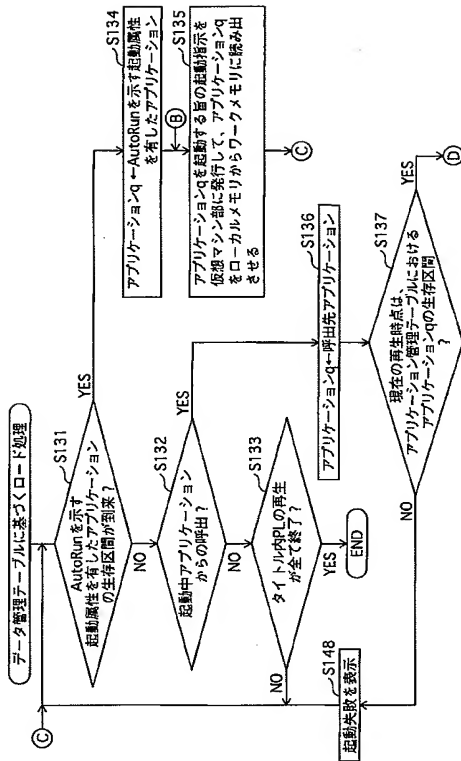 データ管理テーブルに基づくロード処理
C
S131
AutoRunを示す
起動属性を有したアプリケーション
の生存区間が到来?
YES
NO
S132
起動中アプリケーション
からの呼出?
YES
NO
S133
タイトル内PLの再生
が全て終了?
NO
YES
END
S134
アプリケーションq ←AutoRunを示す起動属性
を有したアプリケーション
B
S135
アプリケーションqを起動する旨の起動指示を
仮想マシン部に発行して、アプリケーションq
をローカルメモリからワークメモリに読み出
させる
C
S136
アプリケーションq←呼出先アプリケーション
S137
現在の再生時点は、
アプリケーション管理テーブルにおける
アプリケーションqの生存区間
?
YES
D
NO
S148
起動失敗を表示